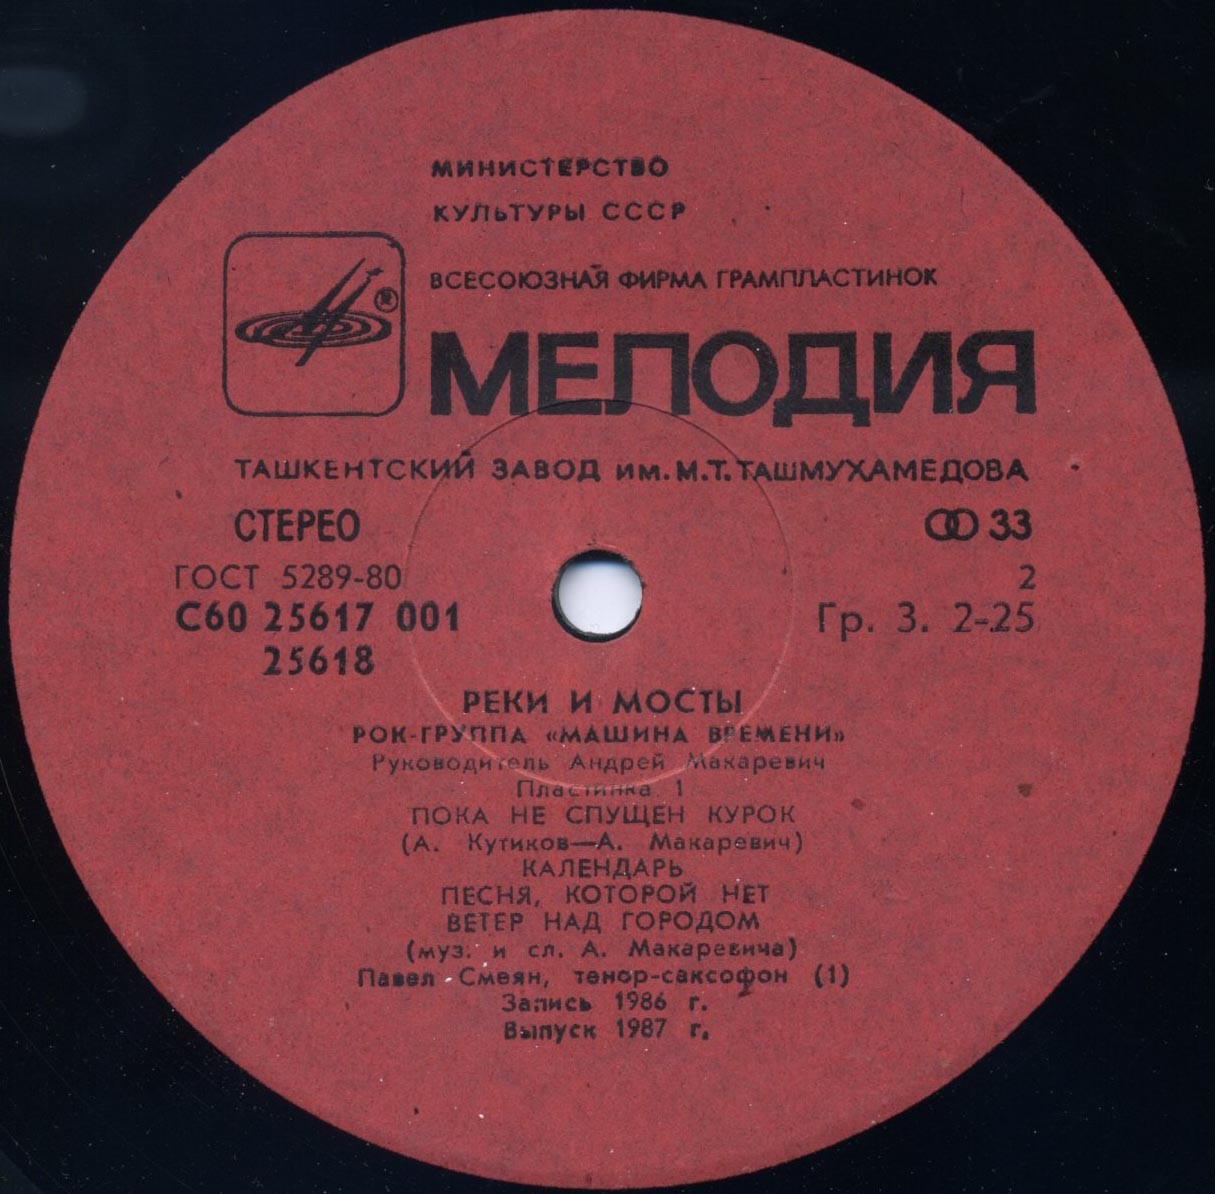 МИНИСТЕРСТВО
КУЛЬТУРЫ СССР
ВСЕСОЮЗНАЯ ФИРМА ГРАМПЛАСТИНОК
®
МЕЛОДИЯ
ТАШКЕНТСКИЙ ЗАВОД им. М.Т. ТАШМУХАМЕДОВА
СТЕРЕО 33
ГОСТ 5289-80 2
С60 25617 001 Гр. 3. 2-25
25618
РЕКИ И МОСТЫ
РОК-ГРУППА «МАШИНА ВРЕМЕНИ»
Руководитель Андрей Макаревич
Пластинка 1
ПОКА НЕ СПУЩЕН КУРОК
(А. Кутиков—А. Макаревич)
КАЛЕНДАРЬ
ПЕСНЯ, КОТОРОЙ НЕТ
ВЕТЕР НАД ГОРОДОМ
(муз. и сл. А. Макаревича)
Павел Смеян, тенор-саксофон (1)
Запись 1986 г.
Выпуск 1987 г.